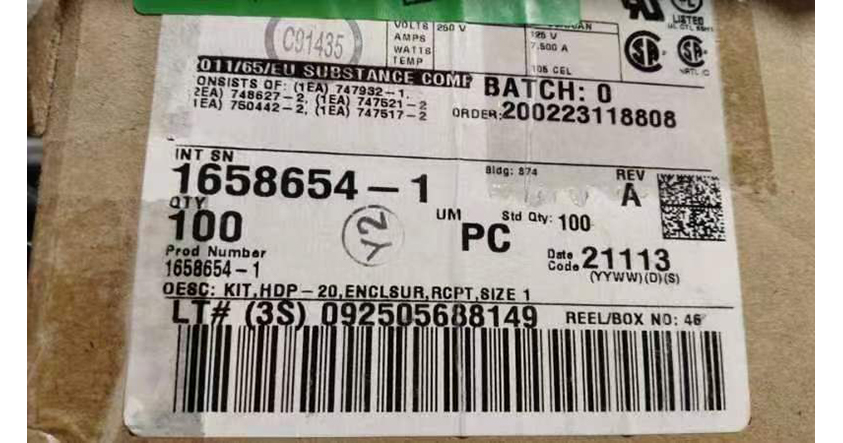 C91435
VOLTS 250 V
AMPS
WATTS
TEMP
125 V
7.500 A
105 CEL
LISTED
011/65/EU SUBSTANCE COMP
ONSISTS OF: (1EA) 747932-1,
2EA) 748627-2, (1EA) 747521-2
1EA) 750442-2, (1EA) 747517-2
BATCH: 0
ORDER:200223118808
INT SN
1658654-1
Bldg: 874
REV
A
QTY
100
Y2
UM
PC
Std Qty: 100
Prod Number
1658654-1
Date
Code 21113
(YYWW)(D)(S)
DESC: KIT,HDP-20,ENCLSUR,RCPT,SIZE 1
LT# (3S) 092505688149
REEL/BOX NO: 46